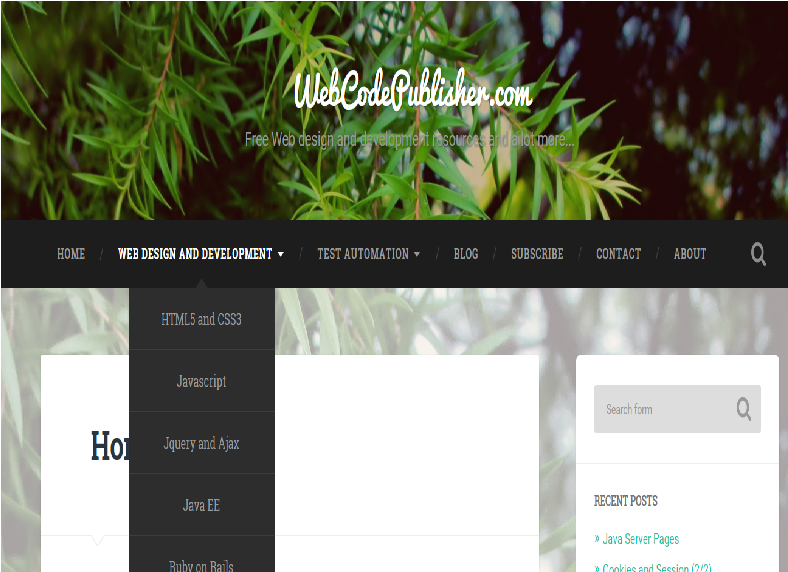 WebCodePublisher.com
Free Web design and development resources and a lot more...
HOME / WEB DESIGN AND DEVELOPMENT / TEST AUTOMATION / BLOG / SUBSCRIBE / CONTACT / ABOUT
HTML5 and CSS3
Javascript
Jquery and Ajax
Java EE
Ruby on Rails
Search form
RECENT POSTS
» Java Server Pages
» Cookies and Session (2/2)